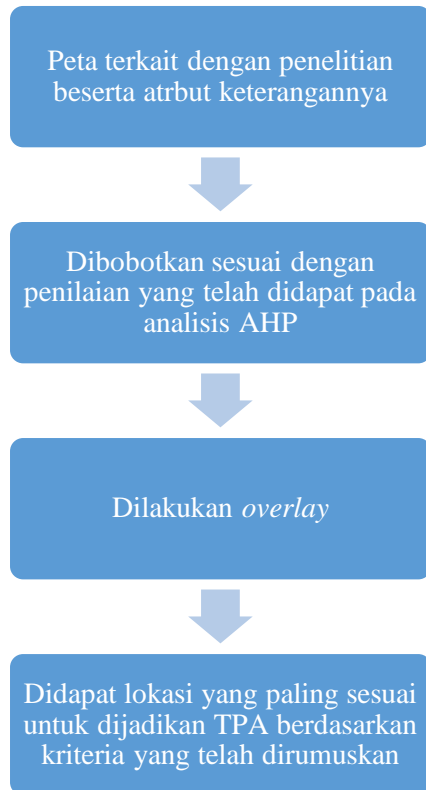 Peta terkait dengan penelitian
beserta atrbut keterangannya
Dibobotkan sesuai dengan
penilaian yang telah didapat pada
analisis AHP
Dilakukan overlay
Didapat lokasi yang paling sesuai
untuk dijadikan TPA berdasarkan
kriteria yang telah dirumuskan